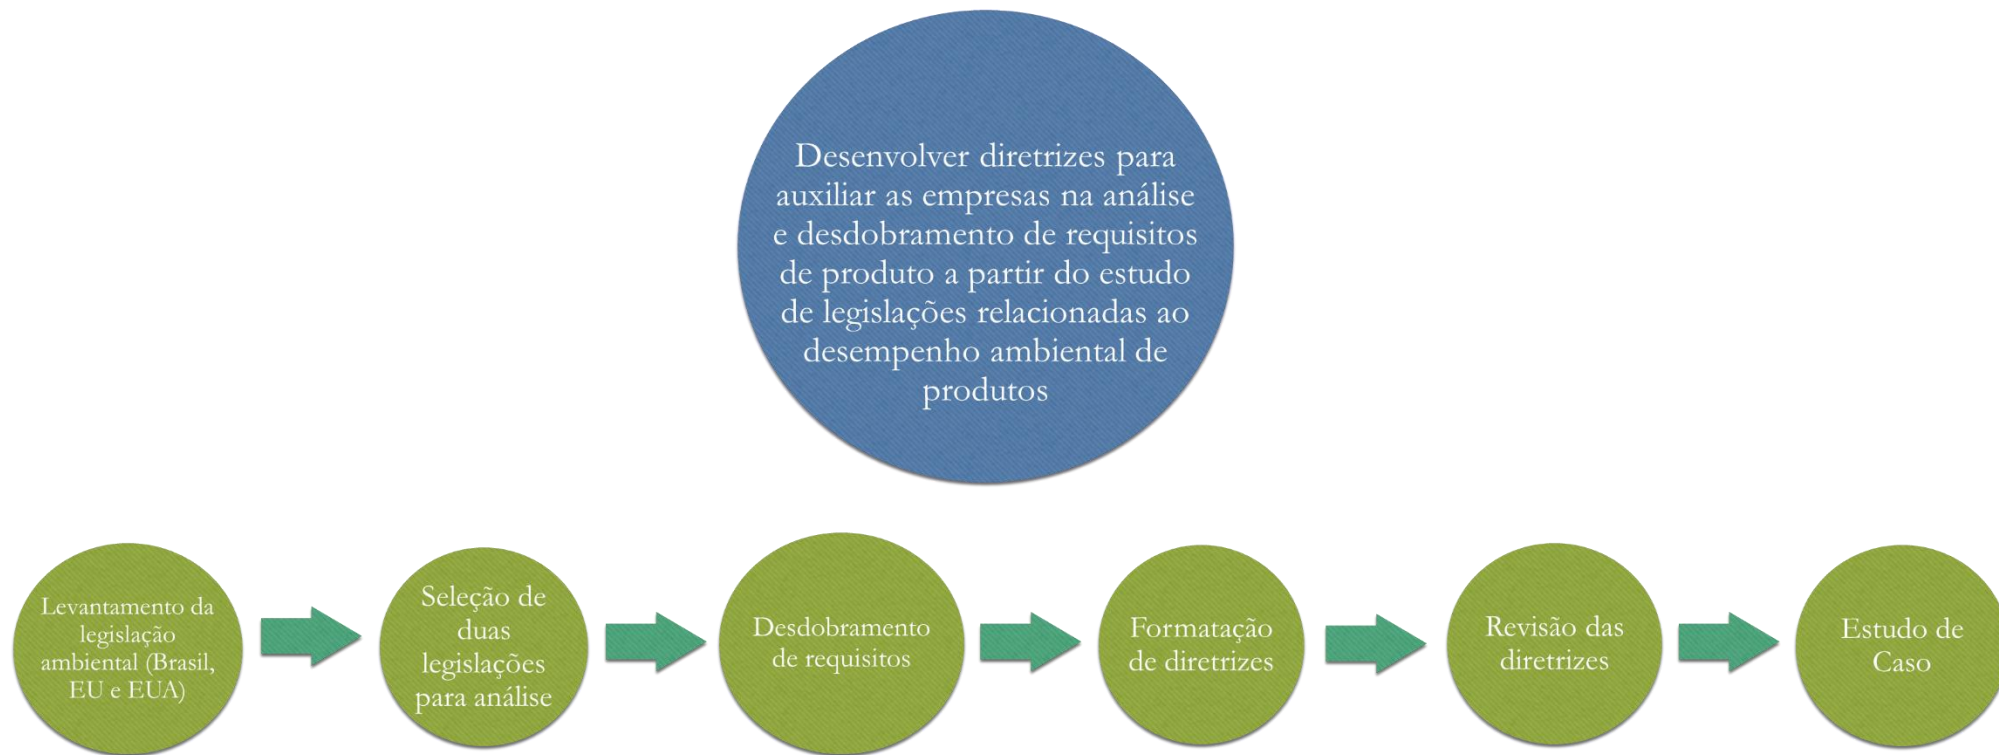 Desenvolver diretrizes para
auxiliar as empresas na análise
e desdobramento de requisitos
de produto a partir do estudo
de legislações relacionadas ao
desempenho ambiental de
produtos
Levantamento da
legislação
ambiental (Brasil,
EU e EUA)
Seleção de
duas
legislações
para análise
Desdobramento
de requisitos
Formatação
de diretrizes
Revisão das
diretrizes
Estudo de
Caso